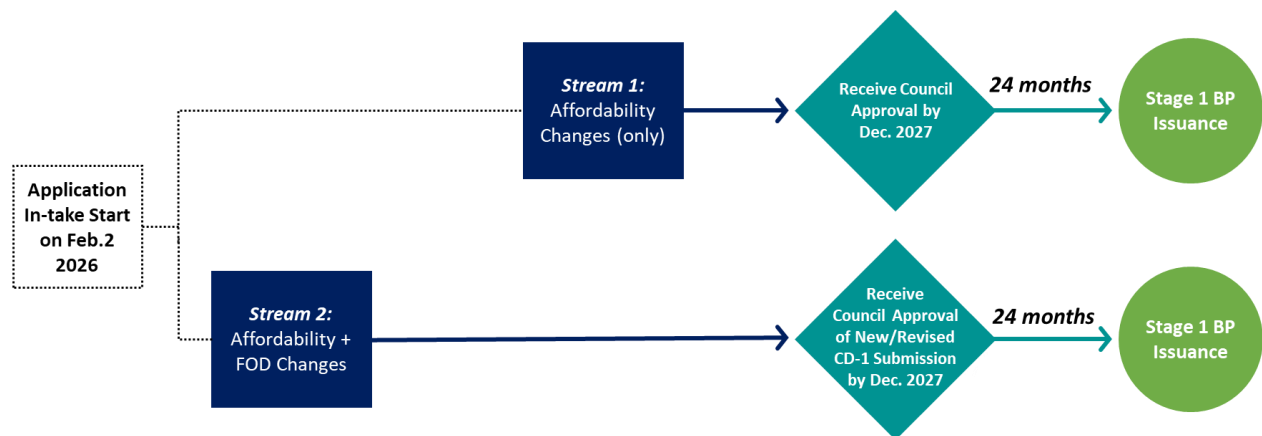 Application
In-take Start
on Feb.2
2026
Stream 1:
Affordability
Changes (only)
Receive Council
Approval by
Dec. 2027
24 months
Stage 1 BP
Issuance
Stream 2:
Affordability +
FOD Changes
Receive
Council Approval
of New/Revised
CD-1 Submission
by Dec. 2027
24 months
Stage 1 BP
Issuance